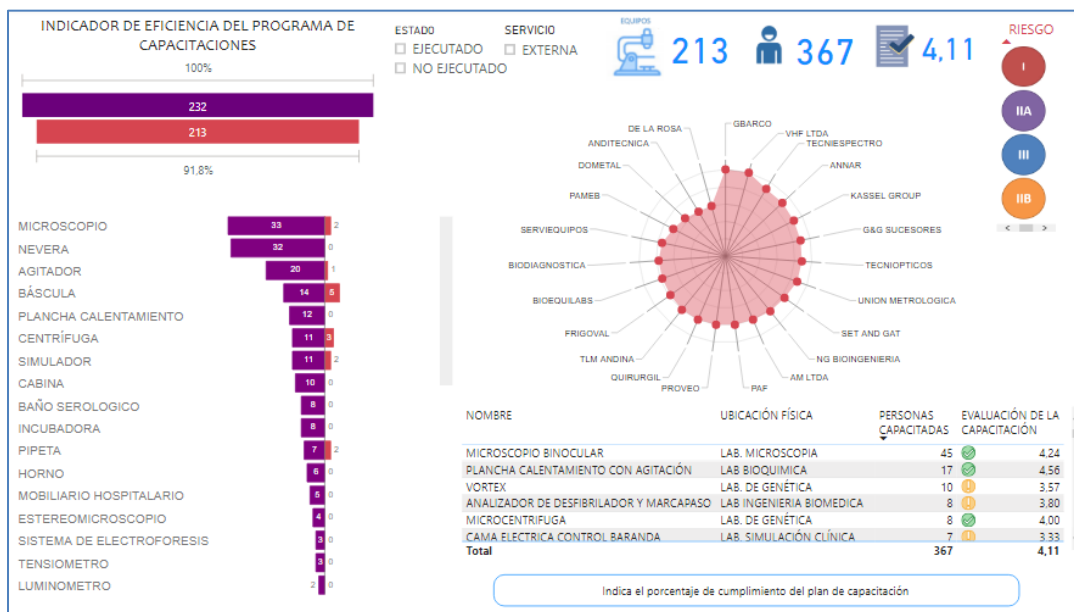 INDICADOR DE EFICIENCIA DEL PROGRAMA DE
CAPACITACIONES
100%
232
213
91,8%
ESTADO
EJECUTADO
NO EJECUTADO
SERVICIO
EXTERNA
EQUIPOS
213
367
4,11
RIESGO
I
IIA
III
IIB
MICROSCOPIO 33 2
NEVERA 32 0
AGITADOR 20 1
BÁSCULA 14 5
PLANCHA CALENTAMIENTO 12 0
CENTRÍFUGA 11 3
SIMULADOR 11 2
CABINA 10 0
BAÑO SEROLOGICO 8 0
INCUBADORA 8 0
PIPETA 7 2
HORNO 6 0
MOBILIARIO HOSPITALARIO 5 0
ESTEREOMICROSCOPIO 4 0
SISTEMA DE ELECTROFORESIS 3 0
TENSIOMETRO 3 0
LUMINOMETRO 2 0
GBARCO
VHF LTDA
TECNIESPECTRO
ANNAR
KASSEL GROUP
G&G SUCESORES
TECNIOPTICOS
UNION METROLOGICA
SET AND GAT
NG BIOINGENIERIA
AM LTDA
PAF
PROVEO
QUIRURGIL
TLM ANDINA
FRIGOVAL
BIOEQUILABS
BIODIAGNOSTICA
SERVIEQUIPOS
PAMEB
DOMETAL
ANDITECNICA
DE LA ROSA
NOMBRE UBICACIÓN FÍSICA PERSONAS CAPACITADAS EVALUACIÓN DE LA CAPACITACIÓN
MICROSCOPIO BINOCULAR LAB. MICROSCOPIA 45 4,24
PLANCHA CALENTAMIENTO CON AGITACIÓN LAB BIOQUIMICA 17 4,56
VORTEX LAB. DE GENÉTICA 10 3,57
ANALIZADOR DE DESFIBRILADOR Y MARCAPASO LAB INGENIERIA BIOMEDICA 8 3,80
MICROCENTRIFUGA LAB. DE GENÉTICA 8 4,00
CAMA ELECTRICA CONTROL BARANDA LAB. SIMULACIÓN CLÍNICA 7 3,33
Total 367 4,11
Indica el porcentaje de cumplimiento del plan de capacitación